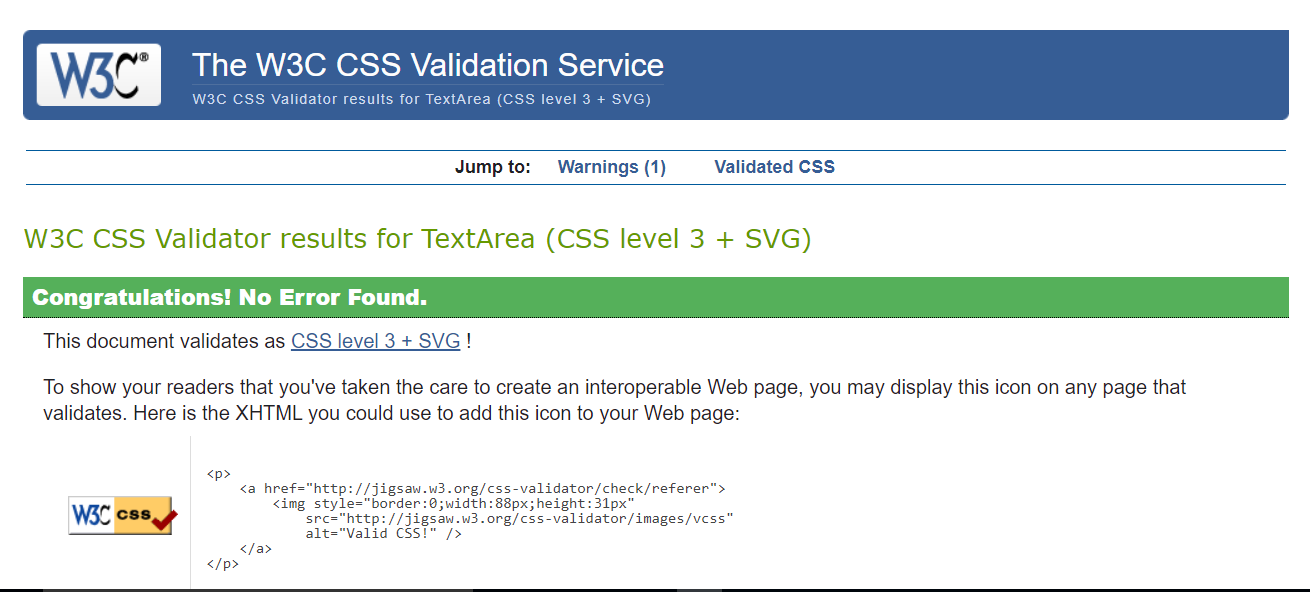 W3C®
The W3C CSS Validation Service
W3C CSS Validator results for TextArea (CSS level 3 + SVG)
Jump to: Warnings (1) Validated CSS
W3C CSS Validator results for TextArea (CSS level 3 + SVG)
Congratulations! No Error Found.
This document validates as CSS level 3 + SVG !
To show your readers that you've taken the care to create an interoperable Web page, you may display this icon on any page that
validates. Here is the XHTML you could use to add this icon to your Web page:
W3C css
<p>
<a href="http://jigsaw.w3.org/css-validator/check/referer">
<img style="border:0;width:88px;height:31px"
src="http://jigsaw.w3.org/css-validator/images/vcss"
alt="Valid CSS!" />
</a>
</p>